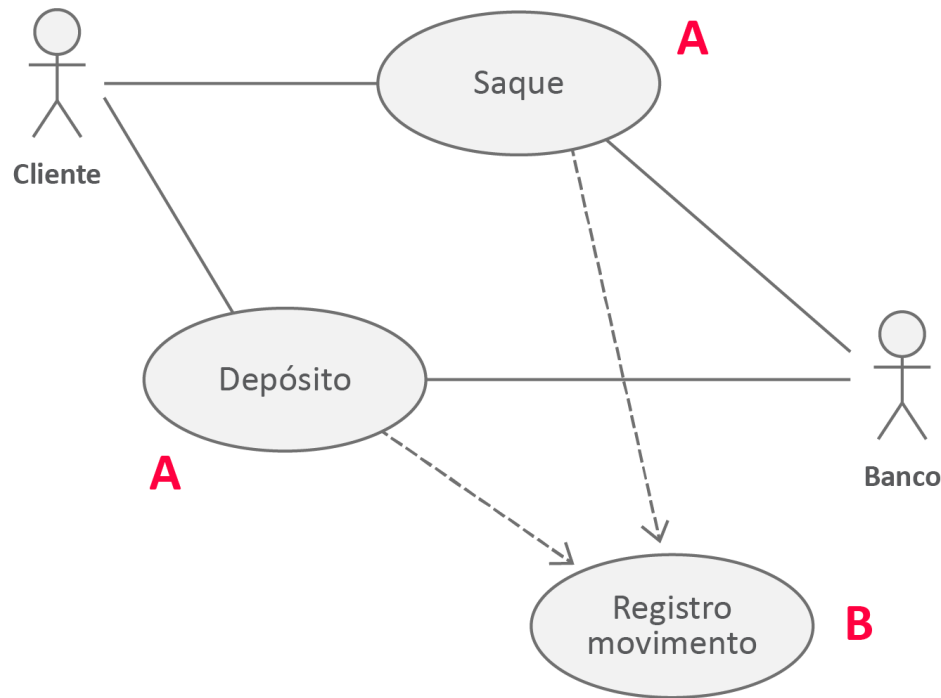 A
Saque
Cliente
Depósito
A
Banco
Registro
movimento
B